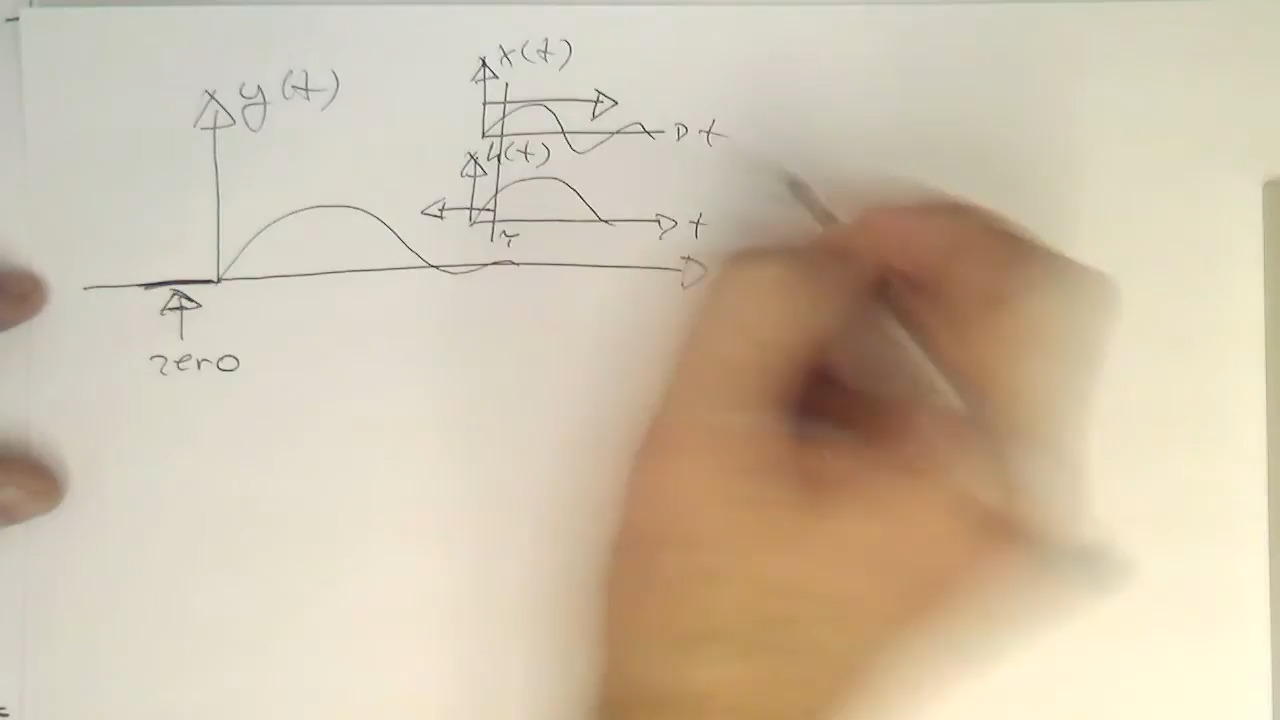 y(t)
x(t)
t
h(t)
t
τ
zero